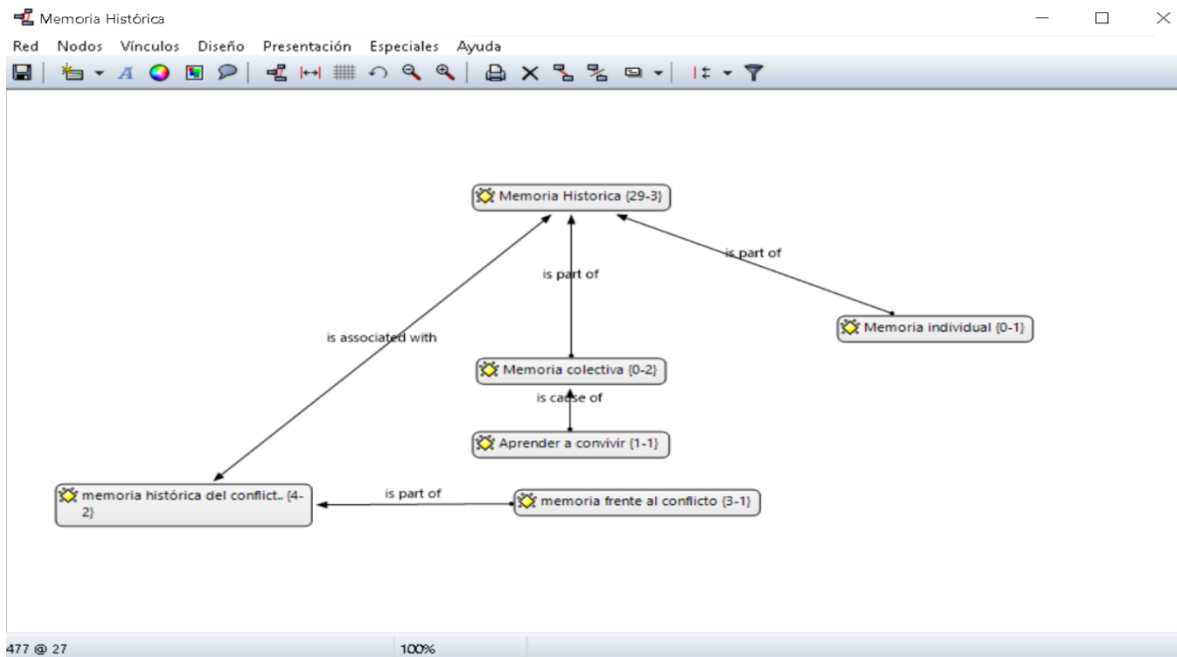 Memoria Histórica
Red Nodos Vínculos Diseño Presentación Especiales Ayuda
Memoria Historica {29-3}
is part of
is part of
Memoria individual {0-1}
is associated with
Memoria colectiva {0-2}
is cause of
Aprender a convivir {1-1}
memoria histórica del conflict.. {4-
2}
is part of
memoria frente al conflicto {3-1}
477 @ 27 100%